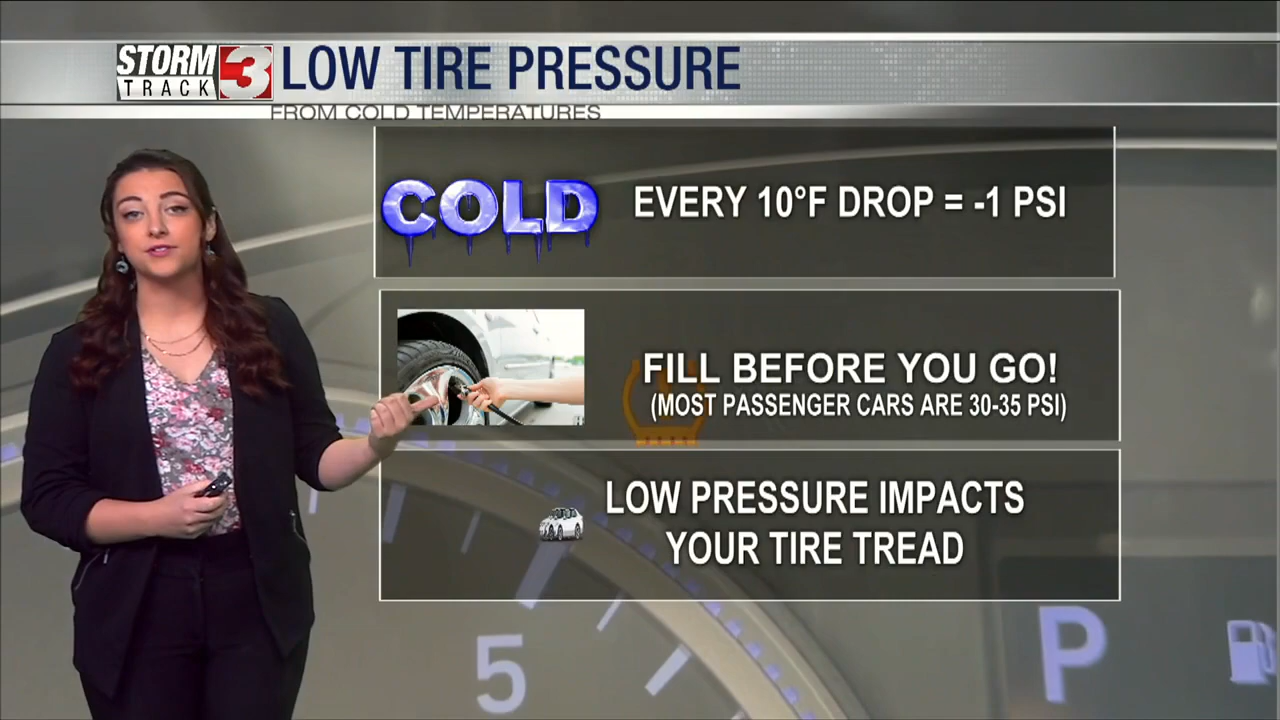 STORM
TRACK 3
LOW TIRE PRESSURE
FROM COLD TEMPERATURES
COLD
EVERY 10°F DROP = -1 PSI
FILL BEFORE YOU GO!
(MOST PASSENGER CARS ARE 30-35 PSI)
LOW PRESSURE IMPACTS
YOUR TIRE TREAD
5
P